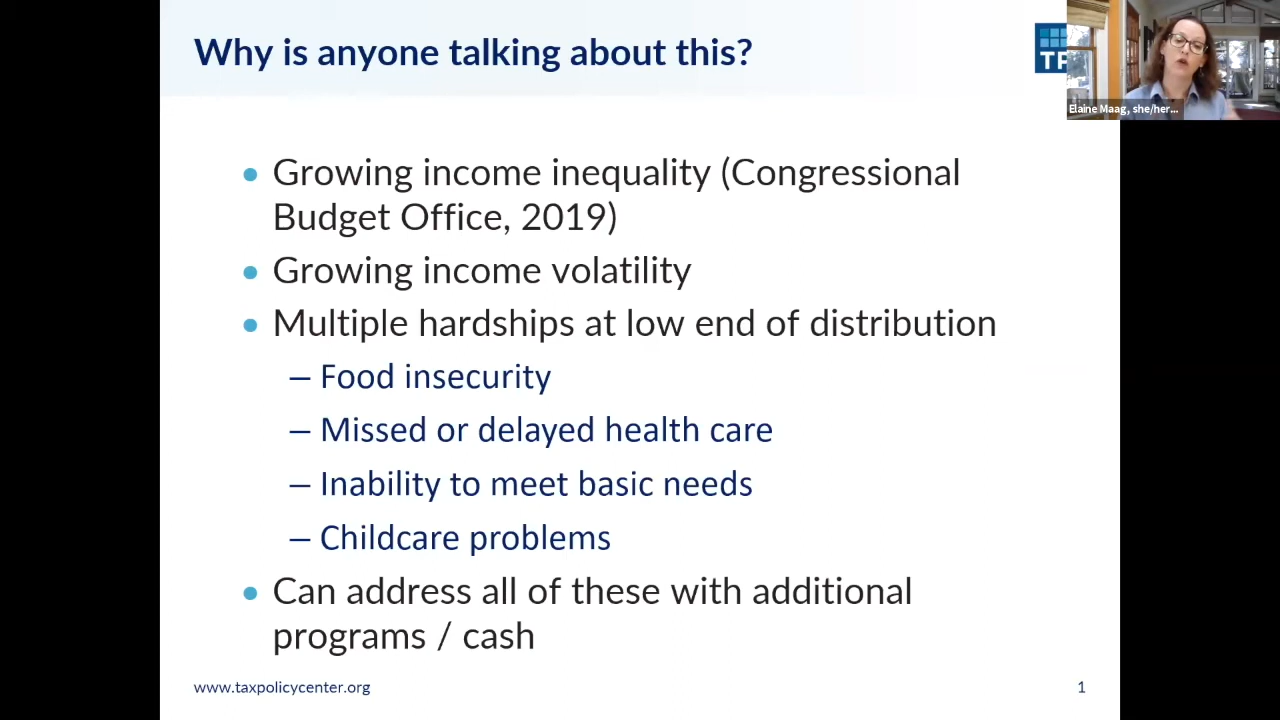 Why is anyone talking about this?
TP
Elaine Maag, she/her...
• Growing income inequality (Congressional
Budget Office, 2019)
• Growing income volatility
• Multiple hardships at low end of distribution
– Food insecurity
– Missed or delayed health care
– Inability to meet basic needs
– Childcare problems
• Can address all of these with additional
programs / cash
www.taxpolicycenter.org
1